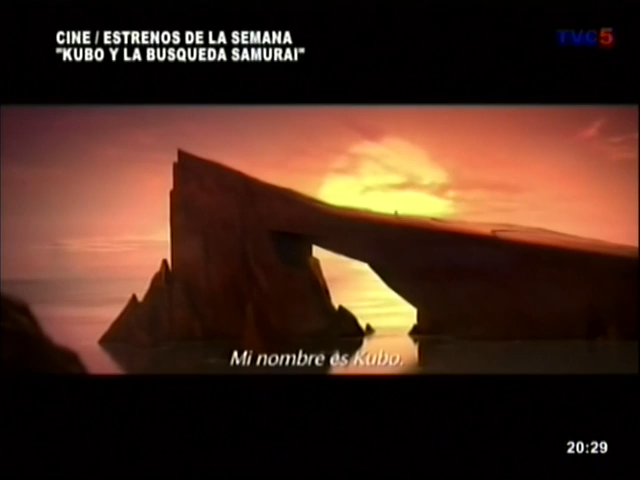 CINE / ESTRENOS DE LA SEMANA
"KUBO Y LA BUSQUEDA SAMURAI"
TVC5
Mi nombre es Kubo.
20:29